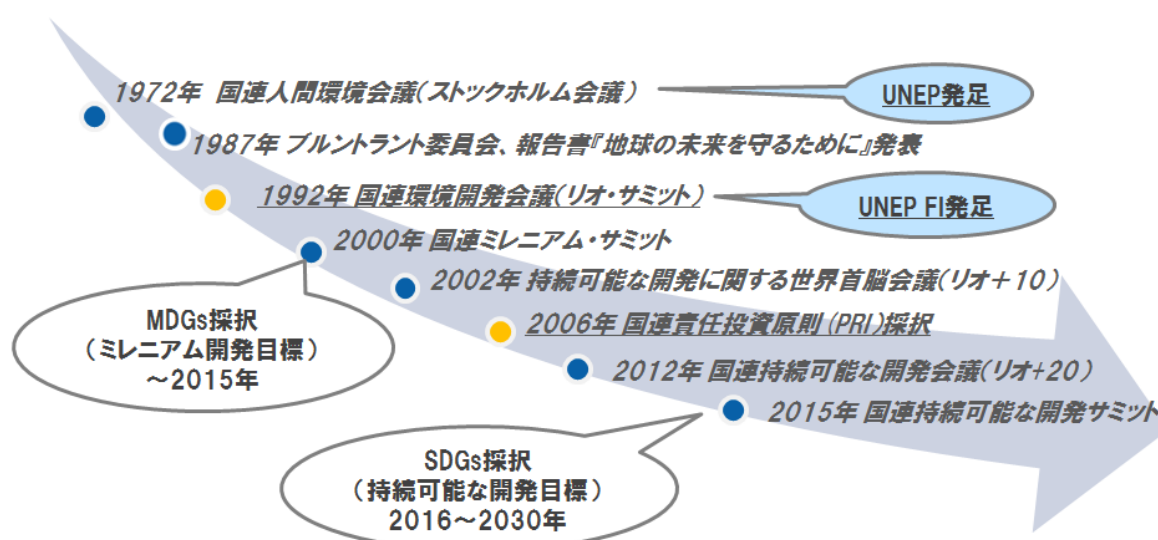 1972年 国連人間環境会議(ストックホルム会議)
UNEP発足
1987年 ブルントラント委員会、報告書『地球の未来を守るために』発表
1992年 国連環境開発会議(リオ・サミット)
UNEP FI発足
2000年 国連ミレニアム・サミット
2002年 持続可能な開発に関する世界首脳会議(リオ+10)
MDGs採択
(ミレニアム開発目標)
～2015年
2006年 国連責任投資原則(PRI)採択
2012年 国連持続可能な開発会議(リオ+20)
2015年 国連持続可能な開発サミット
SDGs採択
(持続可能な開発目標)
2016～2030年